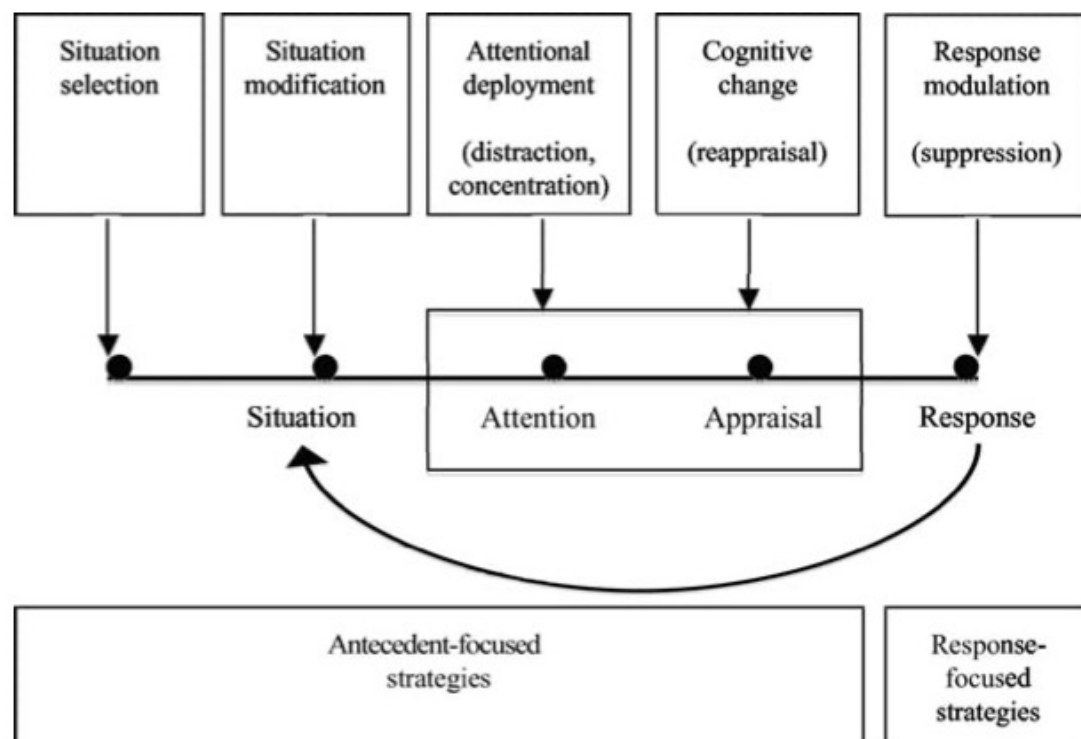 Situation
selection
Situation
modification
Attentional
deployment
(distraction,
concentration)
Cognitive
change
(reappraisal)
Response
modulation
(suppression)
Situation
Attention
Appraisal
Response
Antecedent-focused
strategies
Response-
focused
strategies